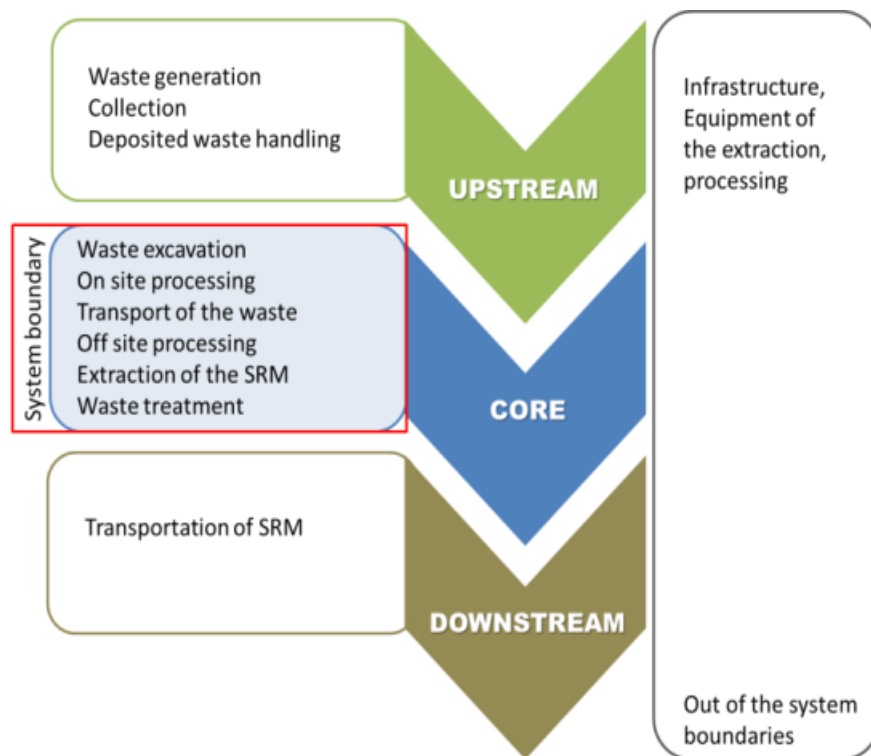 Waste generation
Collection
Deposited waste handling
UPSTREAM
Infrastructure,
Equipment of
the extraction,
processing
System boundary
Waste excavation
On site processing
Transport of the waste
Off site processing
Extraction of the SRM
Waste treatment
CORE
Transportation of SRM
DOWNSTREAM
Out of the system
boundaries